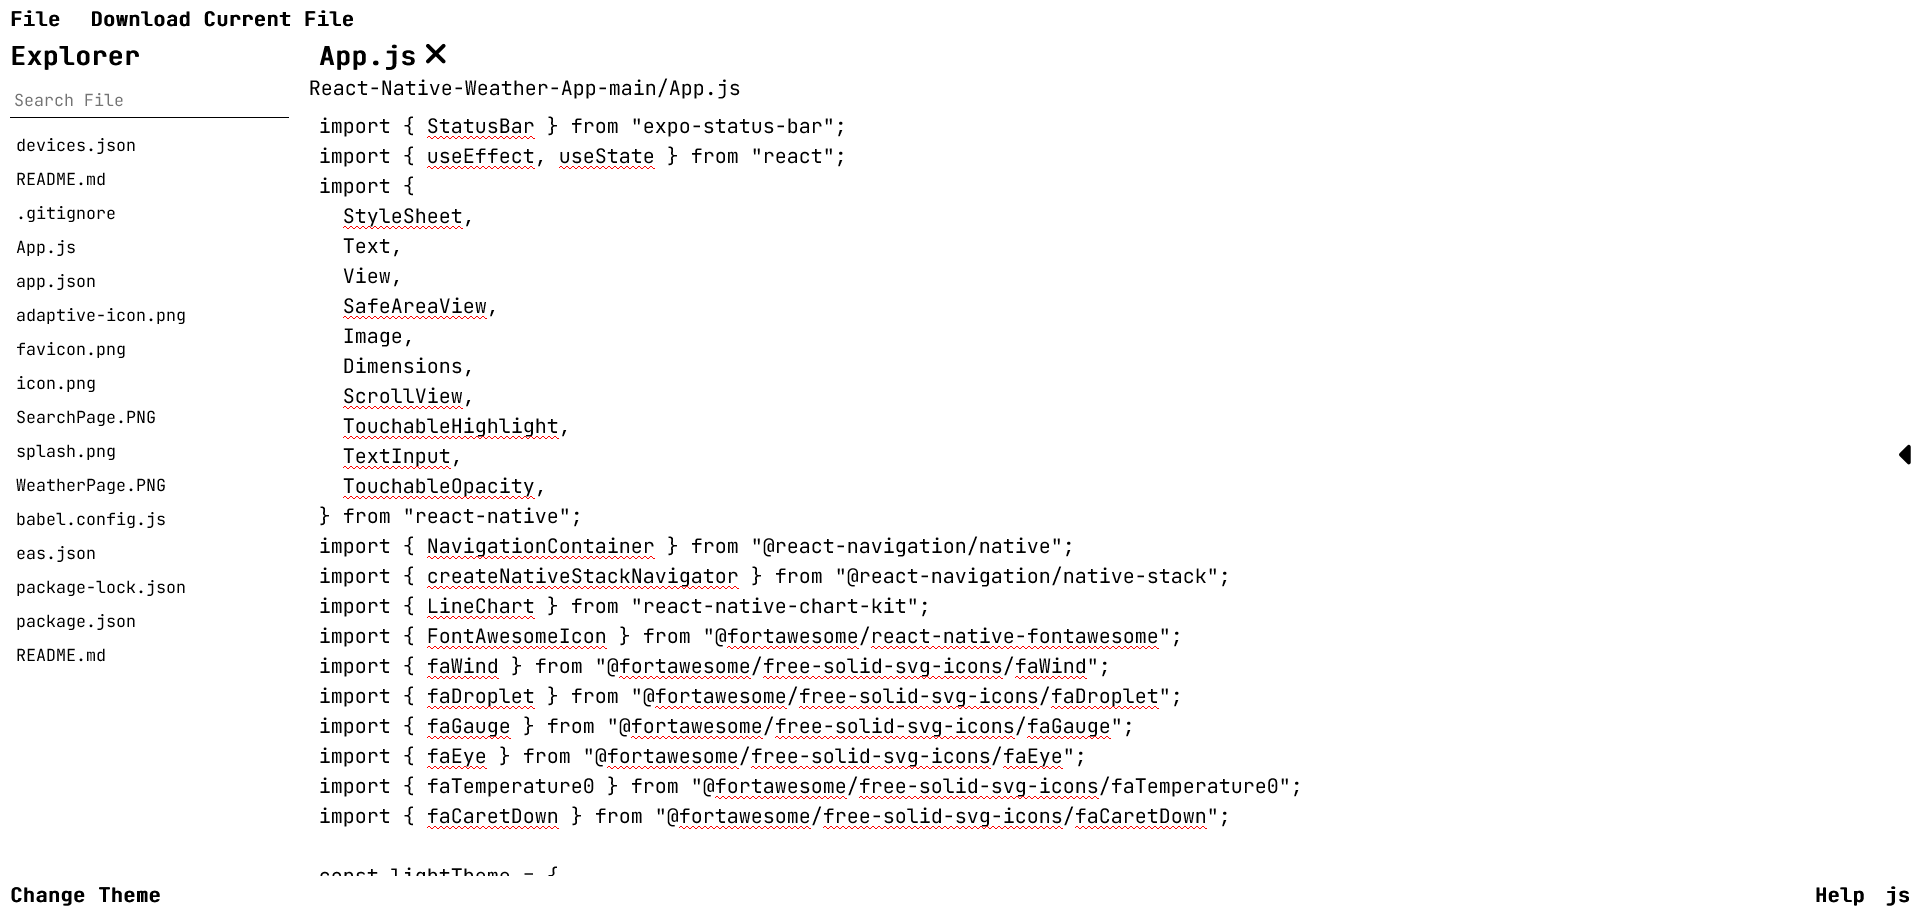 File Download Current File
Explorer
Search File
devices.json
README.md
.gitignore
App.js
app.json
adaptive-icon.png
favicon.png
icon.png
SearchPage.PNG
splash.png
WeatherPage.PNG
babel.config.js
eas.json
package-lock.json
package.json
README.md
App.js
React-Native-Weather-App-main/App.js
import { StatusBar } from "expo-status-bar";
import { useEffect, useState } from "react";
import {
  StyleSheet,
  Text,
  View,
  SafeAreaView,
  Image,
  Dimensions,
  ScrollView,
  TouchableHighlight,
  TextInput,
  TouchableOpacity,
} from "react-native";
import { NavigationContainer } from "@react-navigation/native";
import { createNativeStackNavigator } from "@react-navigation/native-stack";
import { LineChart } from "react-native-chart-kit";
import { FontAwesomeIcon } from "@fortawesome/react-native-fontawesome";
import { faWind } from "@fortawesome/free-solid-svg-icons/faWind";
import { faDroplet } from "@fortawesome/free-solid-svg-icons/faDroplet";
import { faGauge } from "@fortawesome/free-solid-svg-icons/faGauge";
import { faEye } from "@fortawesome/free-solid-svg-icons/faEye";
import { faTemperature0 } from "@fortawesome/free-solid-svg-icons/faTemperature0";
import { faCaretDown } from "@fortawesome/free-solid-svg-icons/faCaretDown";
const lightTheme = {
Change Theme
Help js